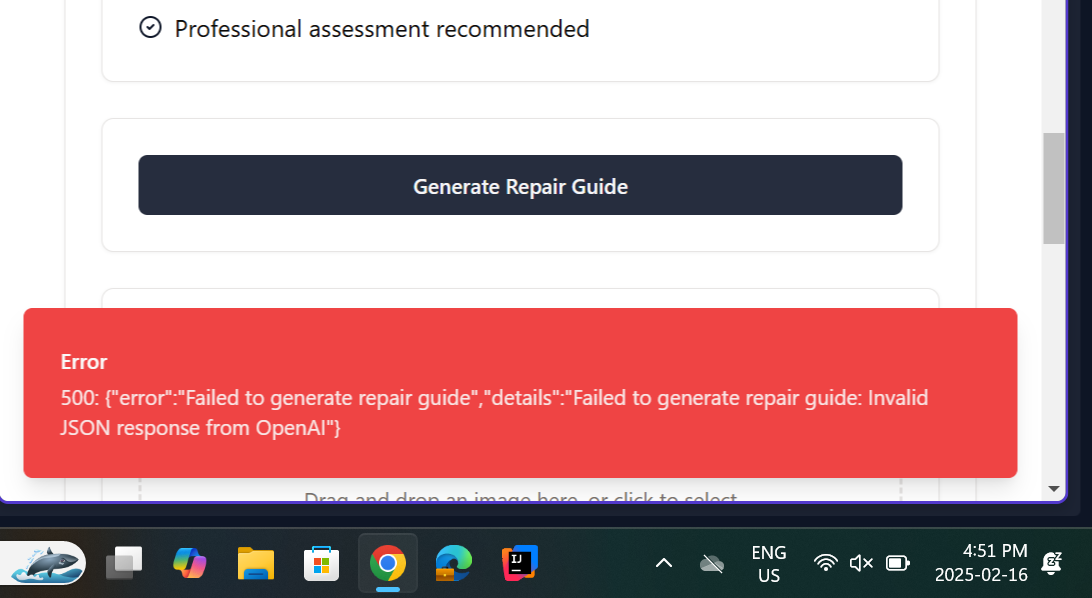 Professional assessment recommended
Generate Repair Guide
Error
500: {"error":"Failed to generate repair guide","details":"Failed to generate repair guide: Invalid
JSON response from OpenAI"}
Drag and drop an image here, or click to select
IJ
ENG
US
4:51 PM
2025-02-16